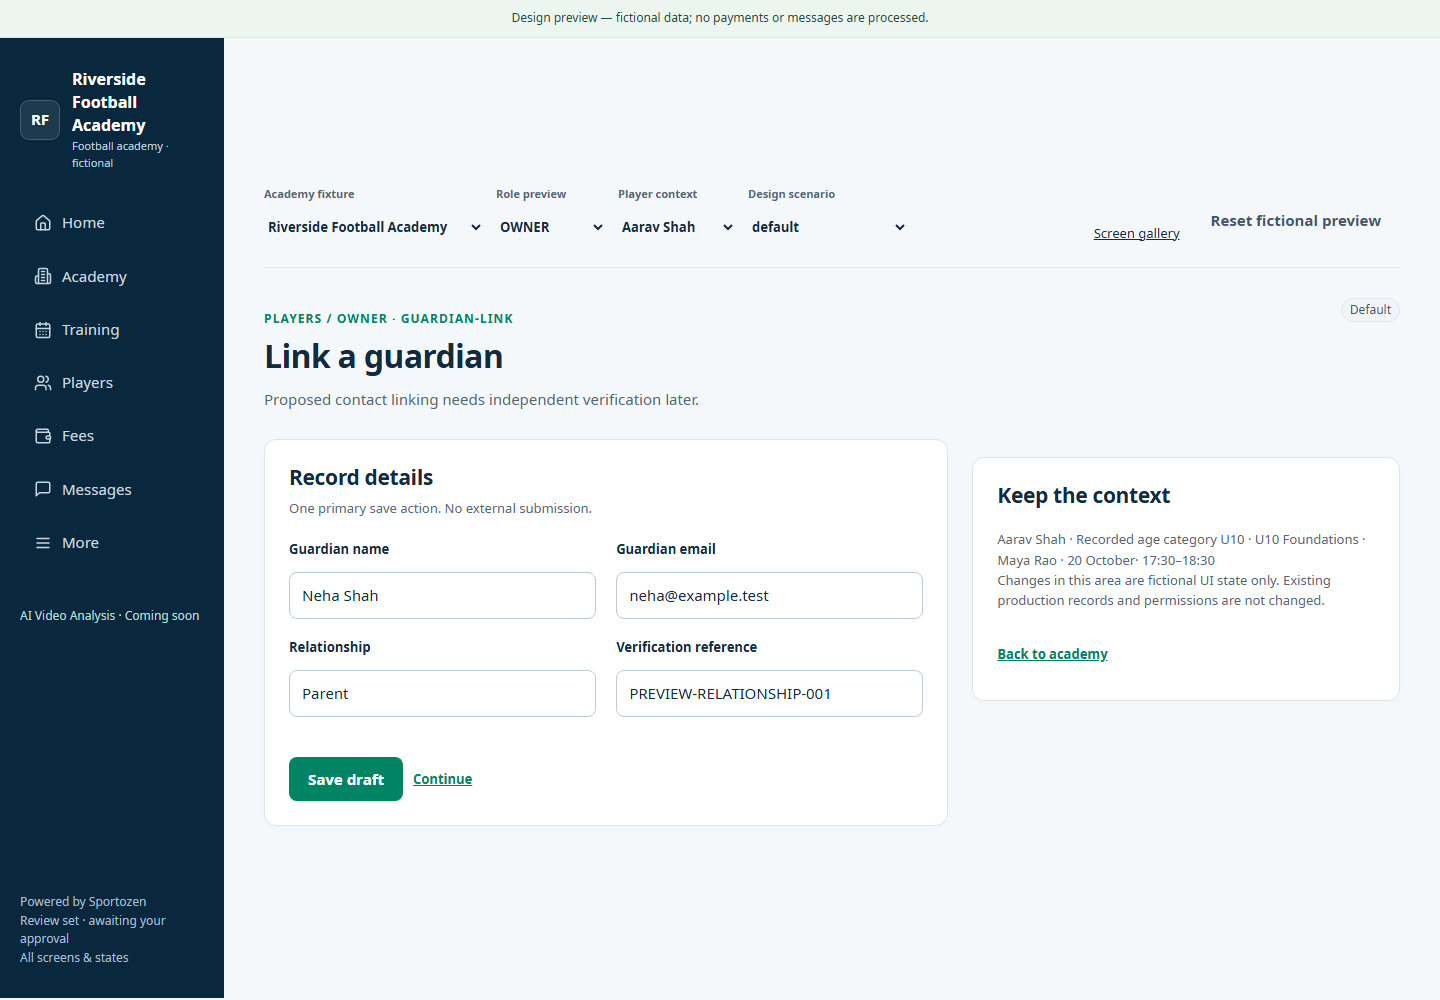 Design preview — fictional data; no payments or messages are processed.
RF
Riverside
Football
Academy
Football academy ·
fictional
Home
Academy
Training
Players
Fees
Messages
More
AI Video Analysis · Coming soon
Powered by Sportozen
Review set · awaiting your
approval
All screens & states
Academy fixture
Role preview
Player context
Design scenario
Riverside Football Academy
OWNER
Aarav Shah
default
Screen gallery
Reset fictional preview
PLAYERS / OWNER · GUARDIAN-LINK
Default
Link a guardian
Proposed contact linking needs independent verification later.
Record details
One primary save action. No external submission.
Guardian name
Guardian email
Neha Shah
neha@example.test
Relationship
Verification reference
Parent
PREVIEW-RELATIONSHIP-001
Save draft
Continue
Keep the context
Aarav Shah · Recorded age category U10 · U10 Foundations ·
Maya Rao · 20 October· 17:30–18:30
Changes in this area are fictional UI state only. Existing
production records and permissions are not changed.
Back to academy